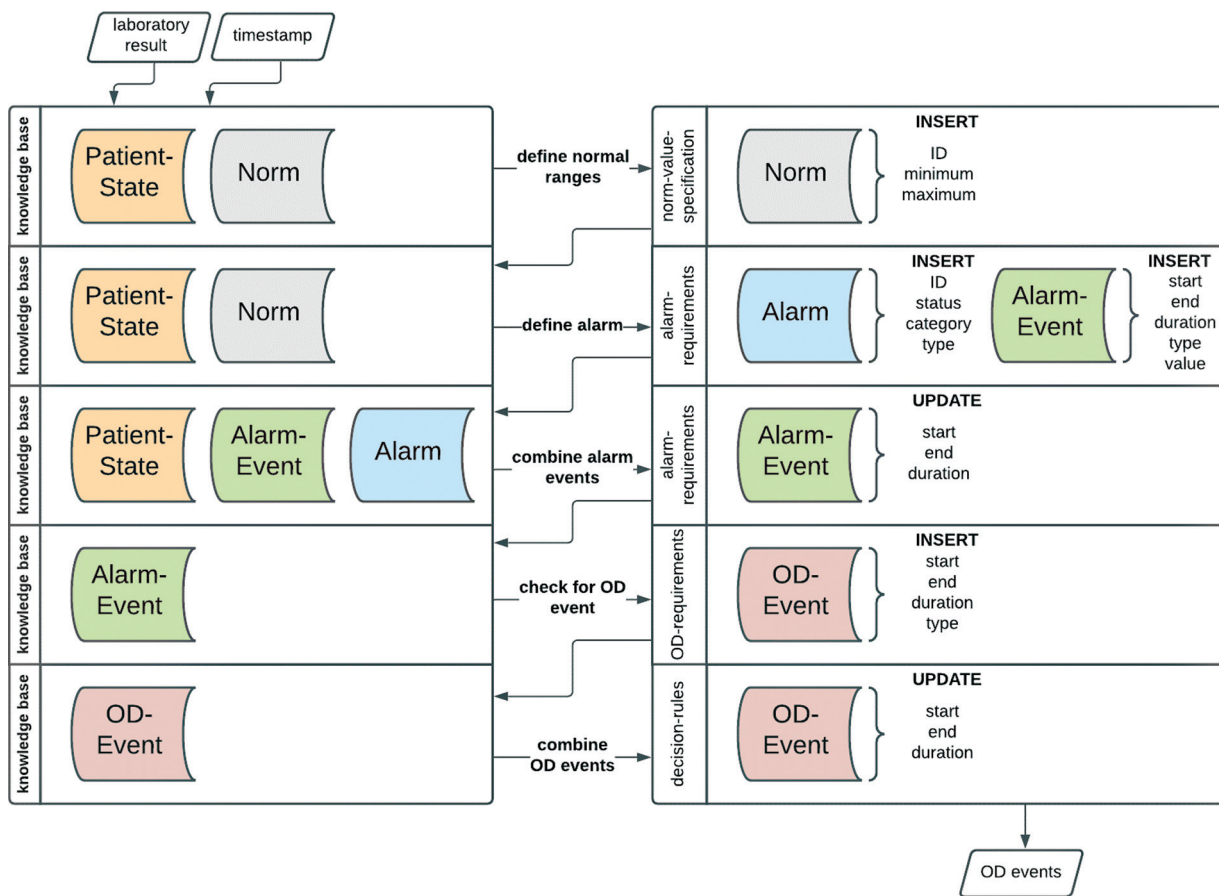 laboratory
result
timestamp
knowledge base
Patient-
State
Norm
define normal
ranges
norm-value-
specification
Norm
INSERT
ID
minimum
maximum
knowledge base
Patient-
State
Norm
define alarm
alarm-
requirements
Alarm
INSERT
ID
status
category
type
Alarm-
Event
INSERT
start
end
duration
type
value
knowledge base
Patient-
State
Alarm-
Event
Alarm
combine alarm
events
alarm-
requirements
Alarm-
Event
UPDATE
start
end
duration
knowledge base
Alarm-
Event
check for OD
event
OD-requirements
OD-
Event
INSERT
start
end
duration
type
knowledge base
OD-
Event
combine
OD events
decision-rules
OD-
Event
UPDATE
start
end
duration
OD events